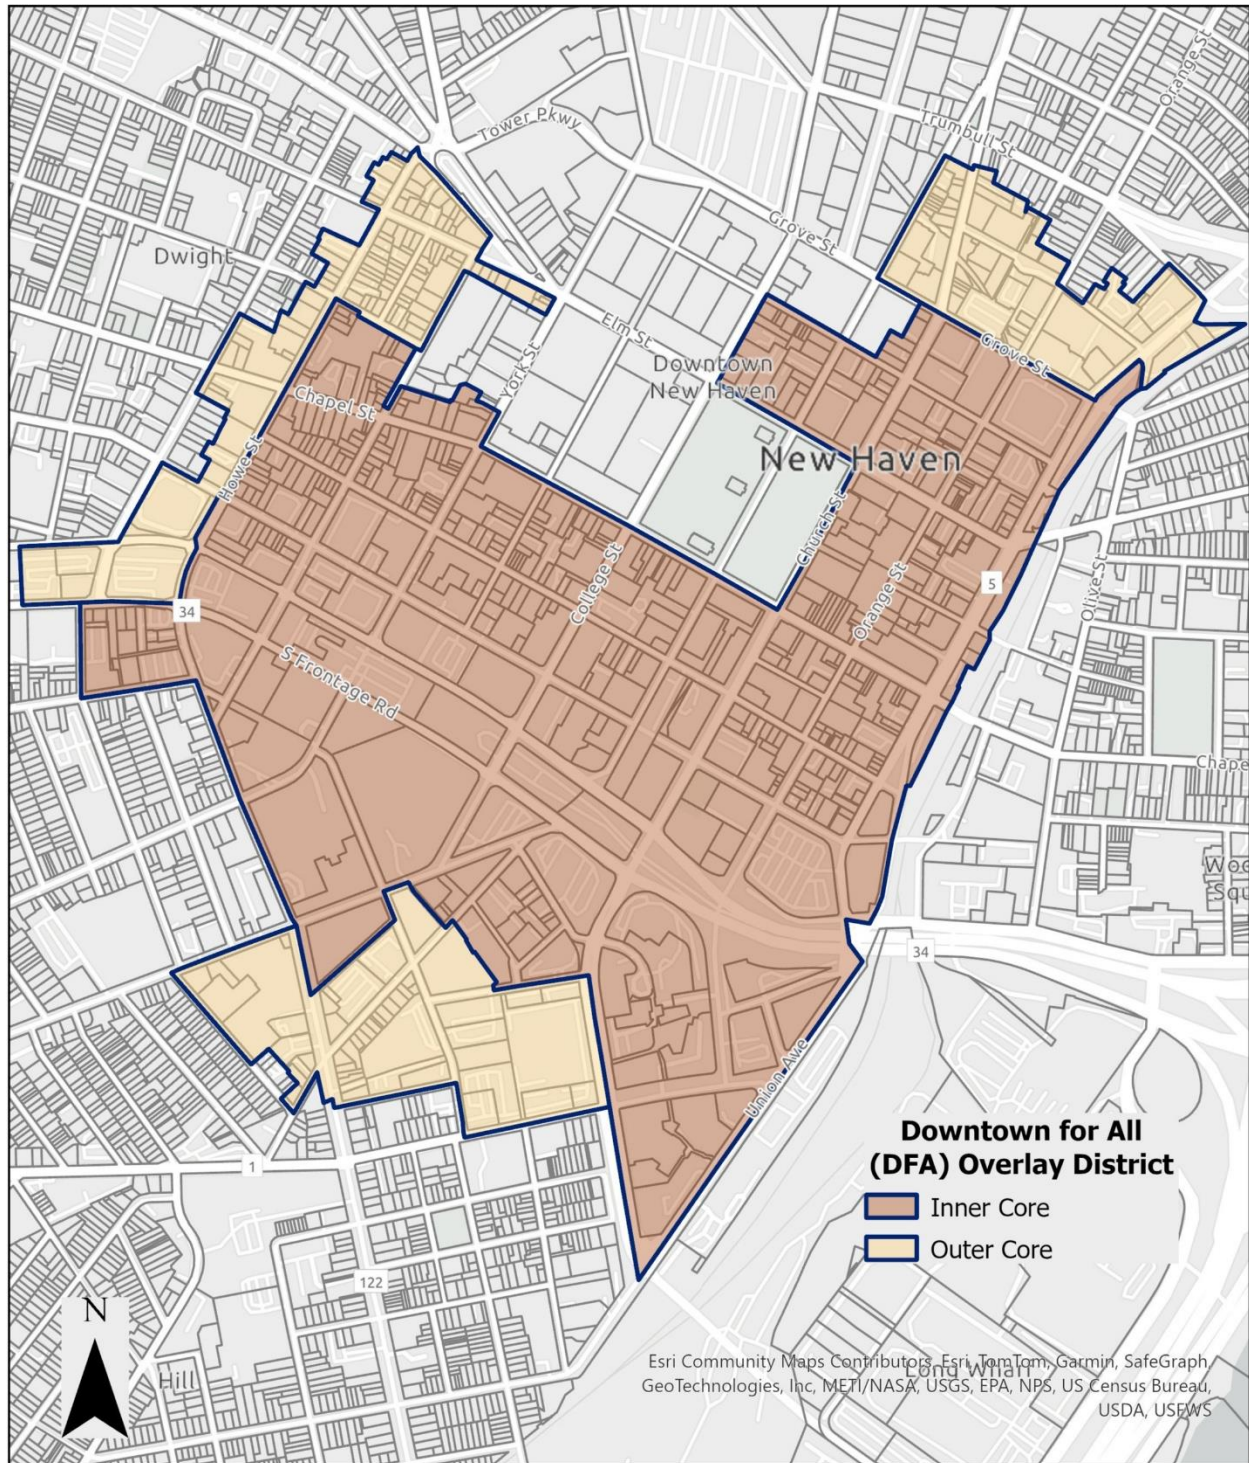 Orange St
Trumbull St
Tower Pkwy
Grove St
Dwight
Elm St
Downtown
New Haven
Grove St
York St
Chapel St
New Haven
Howe St
Church St
College St
Orange St
5
Olive St
34
S Frontage Rd
Chape
Woo
Squ
34
Union Ave
1
Downtown for All
(DFA) Overlay District
Inner Core
Outer Core
122
N
Hill
Long Wharf
Esri Community Maps Contributors, Esri, TomTom, Garmin, SafeGraph,
GeoTechnologies, Inc, METI/NASA, USGS, EPA, NPS, US Census Bureau,
USDA, USFWS